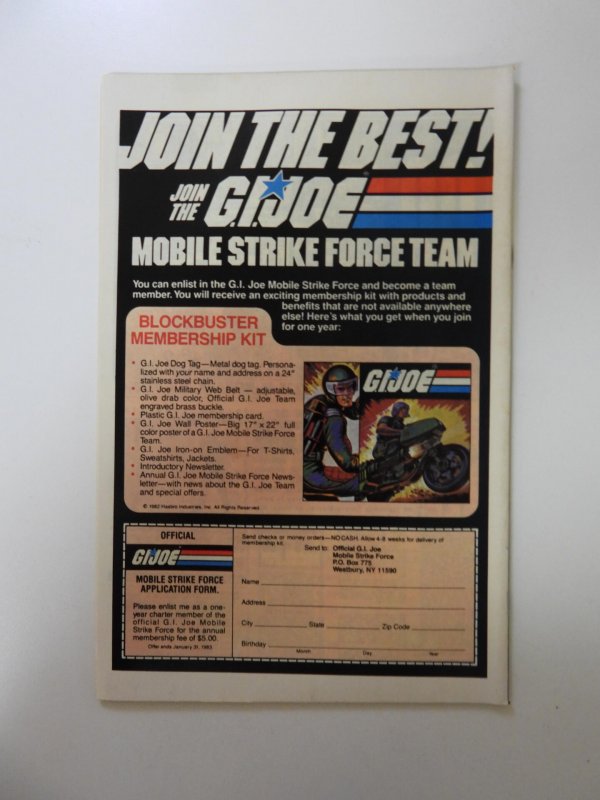 JOIN THE BEST!
JOIN
THE G.I. JOE
MOBILE STRIKE FORCE TEAM
You can enlist in the G.I. Joe Mobile Strike Force and become a team
member. You will receive an exciting membership kit with products and
benefits that are not available anywhere
else! Here's what you get when you join
for one year:
BLOCKBUSTER
MEMBERSHIP KIT
• G.I. Joe Dog Tag—Metal dog tag. Persona-
lized with your name and address on a 24"
stainless steel chain.
• G.I. Joe Military Web Belt — adjustable,
olive drab color, Official G.I. Joe Team
engraved brass buckle.
• Plastic G.I. Joe membership card.
• G.I. Joe Wall Poster—Big 17" x 22" full
color poster of a G.I. Joe Mobile Strike Force
Team.
• G.I. Joe Iron-on Emblem—For T-Shirts,
Sweatshirts, Jackets.
• Introductory Newsletter.
• Annual G.I. Joe Mobile Strike Force News-
letter—with news about the G.I. Joe Team
and special offers.
© 1982 Hasbro Industries, Inc. All Rights Reserved.
G.I. JOE
OFFICIAL
G.I. JOE
MOBILE STRIKE FORCE
APPLICATION FORM.
Please enlist me as a one-
year charter member of the
official G.I. Joe Mobile
Strike Force for the annual
membership fee of $5.00.
Offer ends January 31, 1983
Send checks or money orders—NO CASH. Allow 4-8 weeks for delivery of
membership kit.
Send to: Official G.I. Joe
Mobile Strike Force
P.O. Box 775
Westbury, NY 11590
Name
Address
City State Zip Code
Birthday
Month Day Year